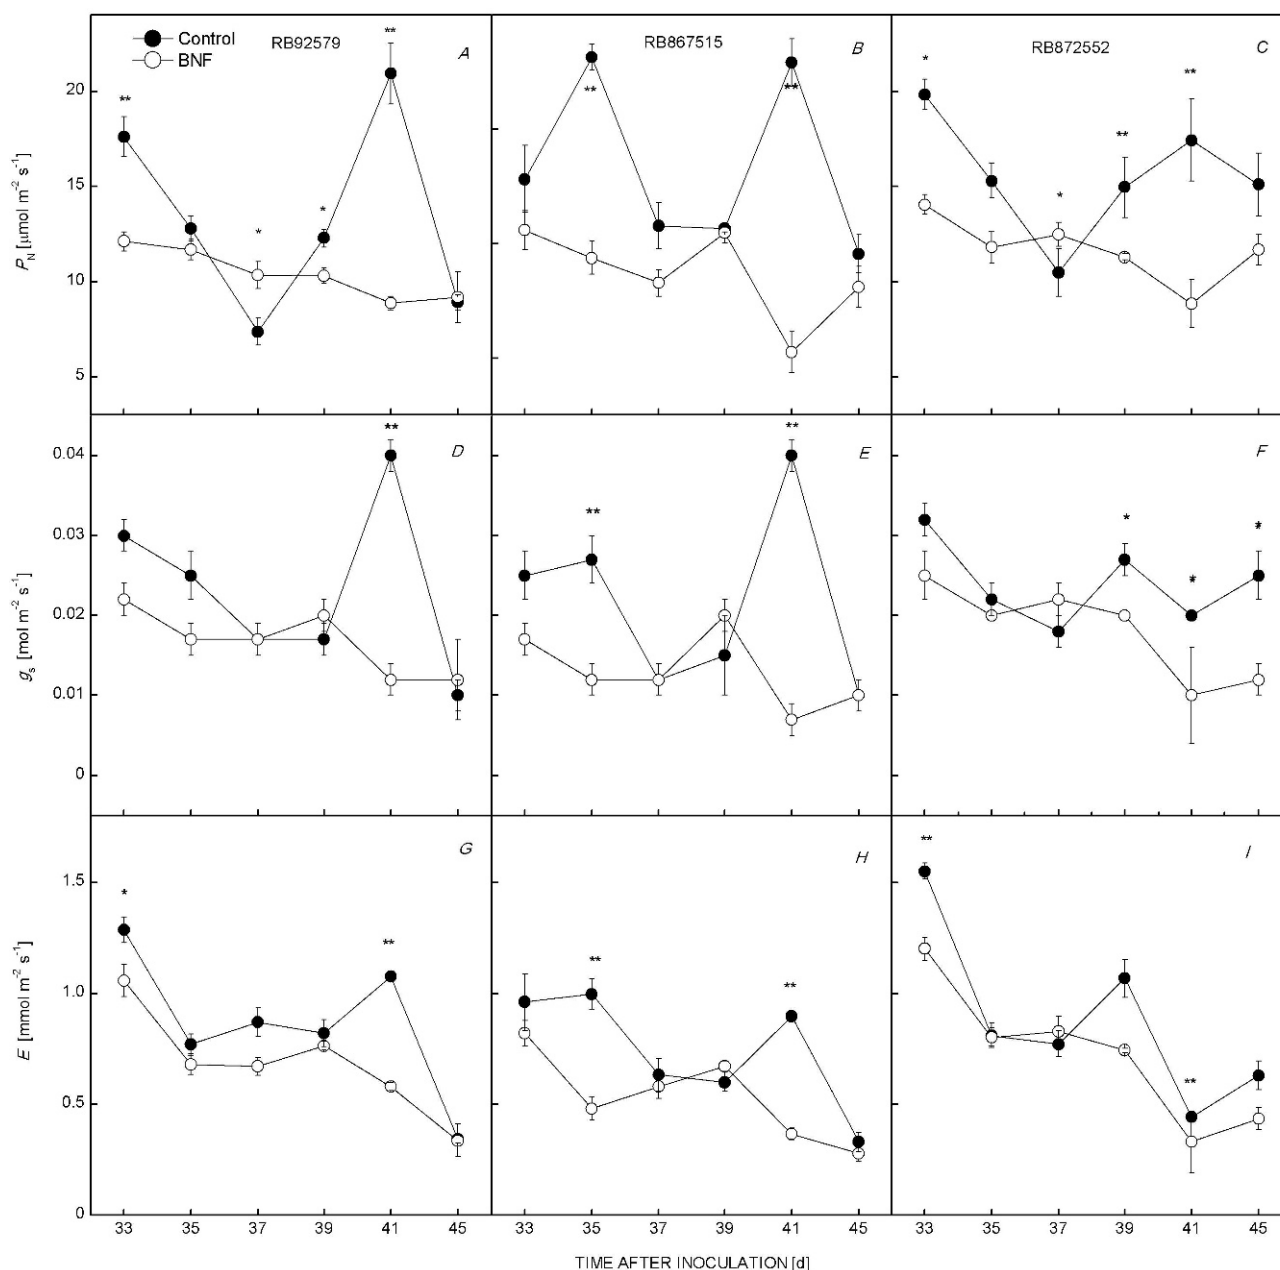 Control
BNF
RB92579
A
RB867515
B
RB872552
C
** * * **
** **
* * ** **
20
15
10
5
P_N [µmol m⁻² s⁻¹]
D
E
F
**
** **
* * *
0.04
0.03
0.02
0.01
0
g_s [mol m⁻² s⁻¹]
G
H
I
* **
** **
** **
1.5
1.0
0.5
0
E [mmol m⁻² s⁻¹]
33 35 37 39 41 45 33 35 37 39 41 45 33 35 37 39 41 45
TIME AFTER INOCULATION [d]